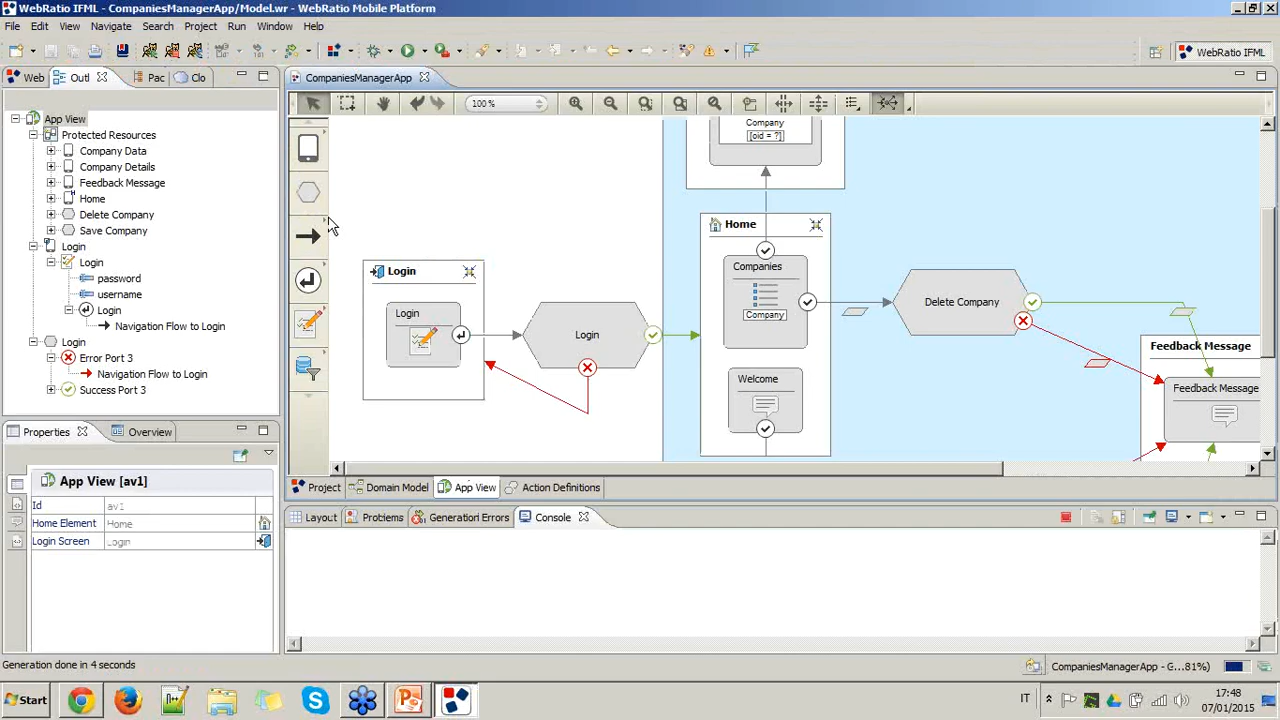 WebRatio IFML - CompaniesManagerApp/Model.wr - WebRatio Mobile Platform
File Edit View Navigate Search Project Run Window Help
100 %
WebRatio IFML
Web Outl Pac Clo
App View
Protected Resources
Company Data
Company Details
Feedback Message
Home
Delete Company
Save Company
Login
Login
password
username
Login
Navigation Flow to Login
Login
Error Port 3
Navigation Flow to Login
Success Port 3
Properties Overview
App View [av1]
Id av1
Home Element Home
Login Screen Login
CompaniesManagerApp
Company
[oid = ?]
Home
Companies
Company
Welcome
Login
Login
Login
Delete Company
Feedback Message
Feedback Message
Project Domain Model App View Action Definitions
Layout Problems Generation Errors Console
Generation done in 4 seconds
CompaniesManagerApp - G...81%)
Start
IT
17:48
07/01/2015